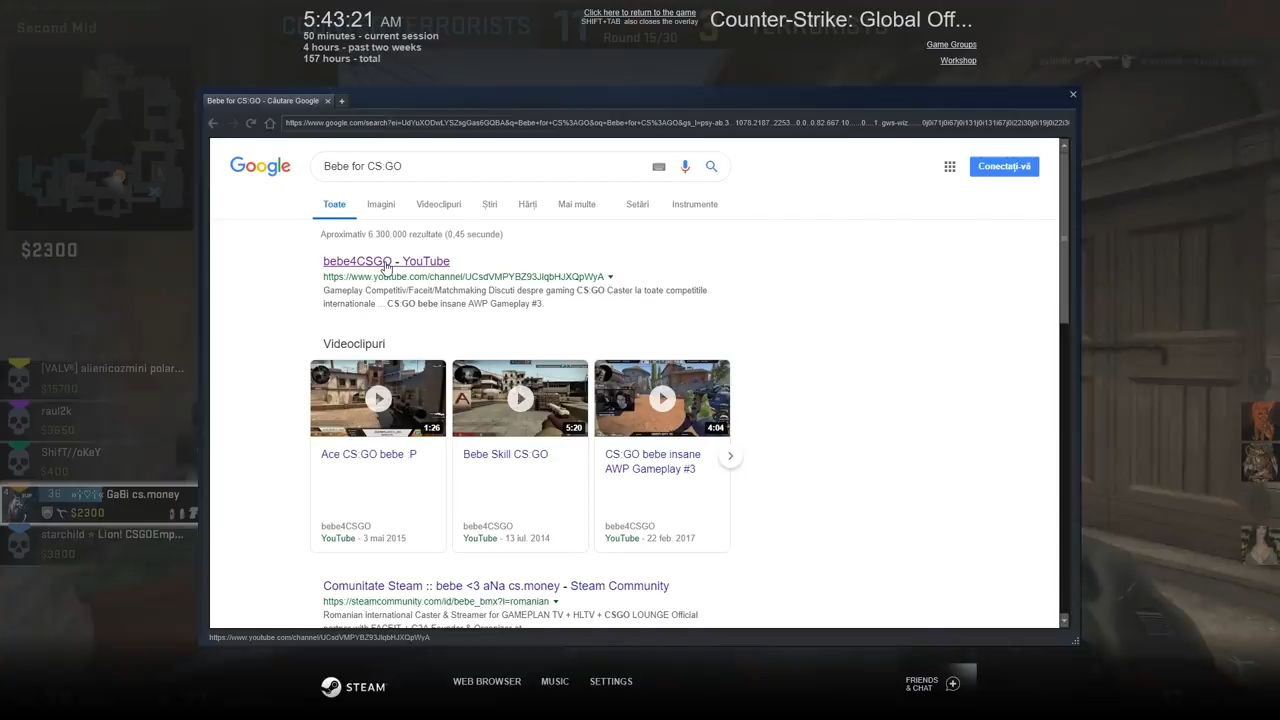 Second Mid
5:43:21 AM
50 minutes - current session
4 hours - past two weeks
157 hours - total
Click here to return to the game
SHIFT+TAB also closes the overlay
Counter-Strike: Global Off...
Game Groups
Workshop
TERRORISTS
11
3
Round 15/30
$2300
Bebe for CS:GO - Căutare Google
Google
Bebe for CS:GO
Conectați-vă
Toate
Imagini
Videoclipuri
Știri
Hărți
Mai multe
Setări
Instrumente
Aproximativ 6.300.000 rezultate (0,45 secunde)
bebe4CSGO - YouTube
https://www.youtube.com/channel/UCsdVMPYBZ93JlqbHJXQpWyA
Gameplay Competitiv/Faceit/Matchmaking Discuti despre gaming CS:GO Caster la toate competitiile
internationale ... CS:GO bebe insane AWP Gameplay #3.
Videoclipuri
1:26
5:20
4:04
Ace CS:GO bebe :P
Bebe Skill CS:GO
CS:GO bebe insane
AWP Gameplay #3
bebe4CSGO
YouTube - 3 mai 2015
bebe4CSGO
YouTube - 13 iul. 2014
bebe4CSGO
YouTube - 22 feb. 2017
Comunitate Steam :: bebe <3 aNa cs.money - Steam Community
https://steamcommunity.com/id/bebe_bmx?l=romanian
Romanian international Caster & Streamer for GAMEPLAN TV + HLTV + CSGO LOUNGE Official
https://www.youtube.com/channel/UCsdVMPYBZ93JlqbHJXQpWyA
[VALV®] alienicozmini polar...
$15700
raul2k
$3650
ShifT//oKeY
$400
GaBi cs.money
$2300
starchild ☆ Lion! CSGOEmp...
$3800
STEAM
WEB BROWSER
MUSIC
SETTINGS
FRIENDS
& CHAT